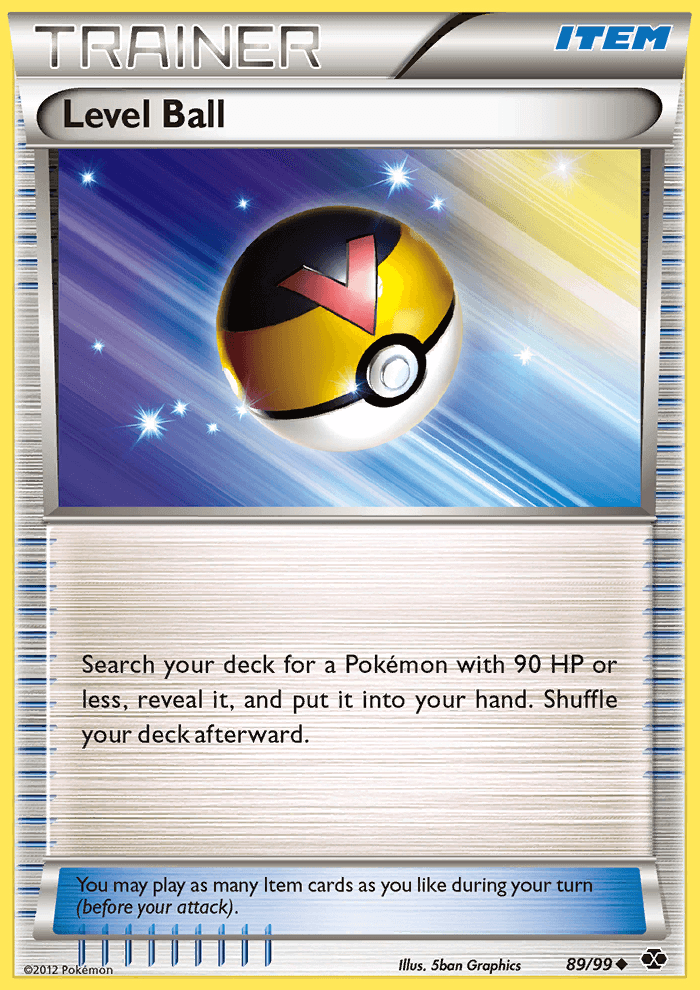 TRAINER
ITEM
Level Ball
Search your deck for a Pokémon with 90 HP or
less, reveal it, and put it into your hand. Shuffle
your deck afterward.
You may play as many Item cards as you like during your turn
(before your attack).
©2012 Pokémon
Illus. 5ban Graphics
89/99